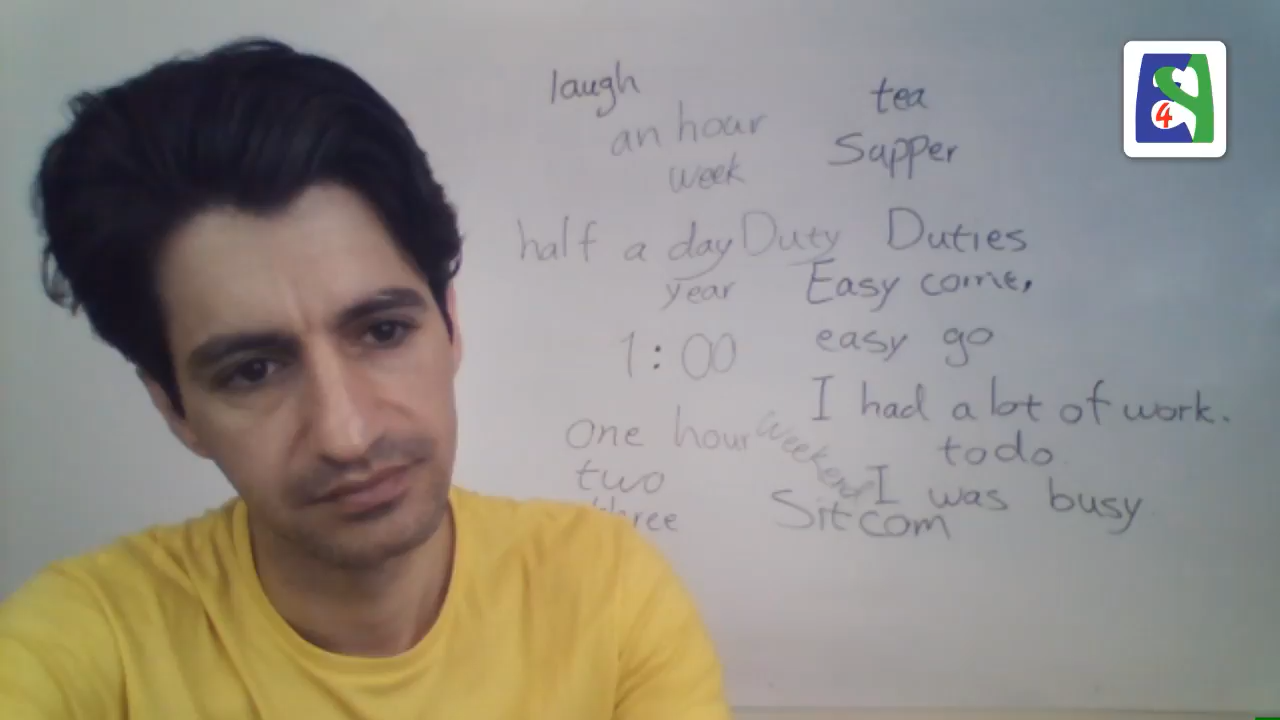 laugh
an hour
week
half a day
year
1:00
one hour
two
three
tea
Supper
Duty Duties
Easy come,
easy go
I had a lot of work.
to do
weekend
I was busy
Sitcom
4